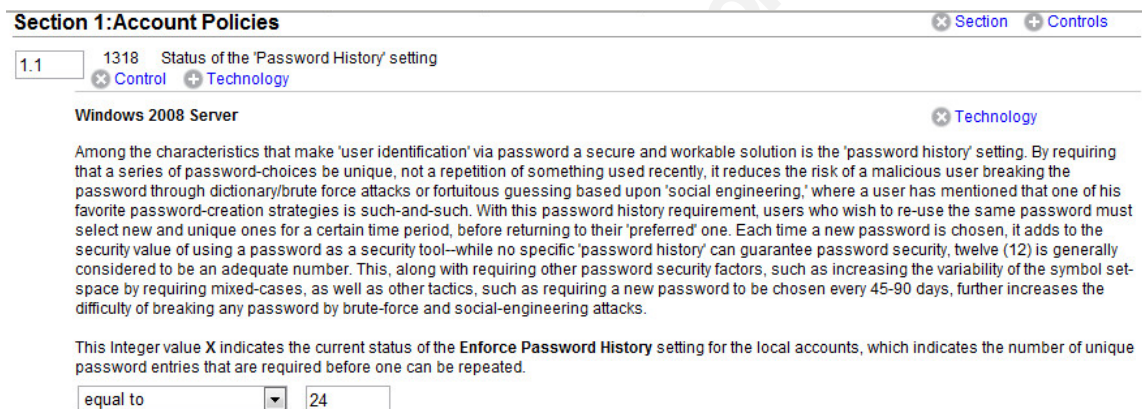 Section 1:Account Policies Section Controls
1.1 1318 Status of the 'Password History' setting
Control Technology
Windows 2008 Server Technology
Among the characteristics that make 'user identification' via password a secure and workable solution is the 'password history' setting. By requiring
that a series of password-choices be unique, not a repetition of something used recently, it reduces the risk of a malicious user breaking the
password through dictionary/brute force attacks or fortuitous guessing based upon 'social engineering,' where a user has mentioned that one of his
favorite password-creation strategies is such-and-such. With this password history requirement, users who wish to re-use the same password must
select new and unique ones for a certain time period, before returning to their 'preferred' one. Each time a new password is chosen, it adds to the
security value of using a password as a security tool--while no specific 'password history' can guarantee password security, twelve (12) is generally
considered to be an adequate number. This, along with requiring other password security factors, such as increasing the variability of the symbol set-
space by requiring mixed-cases, as well as other tactics, such as requiring a new password to be chosen every 45-90 days, further increases the
difficulty of breaking any password by brute-force and social-engineering attacks.
This Integer value X indicates the current status of the Enforce Password History setting for the local accounts, which indicates the number of unique
password entries that are required before one can be repeated.
equal to 24